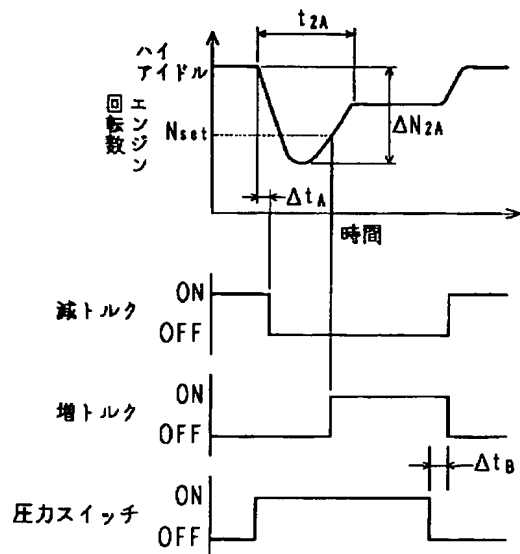 t2A
ハイ
アイドル
エンジン
回転数
Nset
ΔN2A
ΔtA
時間
減トルク
ON
OFF
増トルク
ON
OFF
ΔtB
圧力スイッチ
ON
OFF